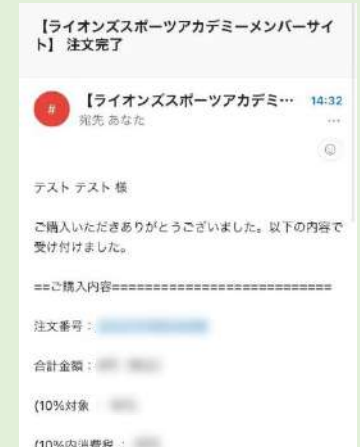 【ライオンズスポーツアカデミーメンバーサイ
ト】 注文完了
#
【ライオンズスポーツアカデミ… 14:32
宛先 あなた
テスト テスト 様
ご購入いただきありがとうございました。以下の内容で
受け付けました。
==ご購入内容===========================
注文番号：
合計金額：
(10%対象
(10%内消費税 :